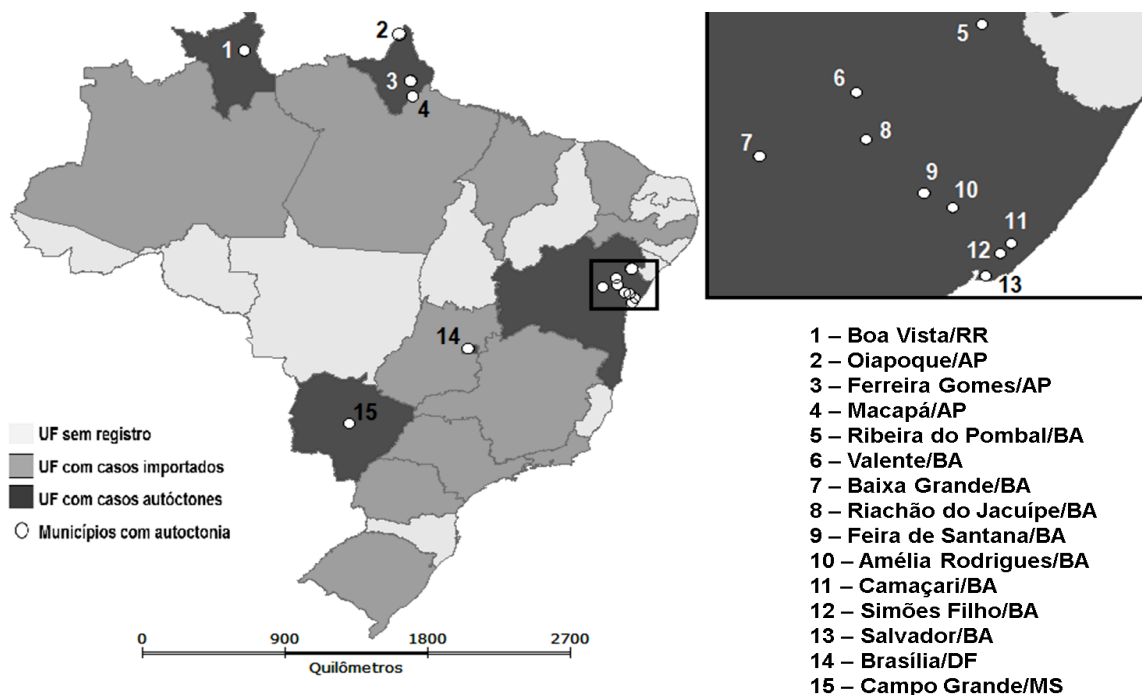 1
2
3
4
5
6
7
8
9
10
11
12
13
14
15
UF sem registro
UF com casos importados
UF com casos autóctones
Municípios com autoctonia
0 900 1800 2700
Quilômetros
1 – Boa Vista/RR
2 – Oiapoque/AP
3 – Ferreira Gomes/AP
4 – Macapá/AP
5 – Ribeira do Pombal/BA
6 – Valente/BA
7 – Baixa Grande/BA
8 – Riachão do Jacuípe/BA
9 – Feira de Santana/BA
10 – Amélia Rodrigues/BA
11 – Camaçari/BA
12 – Simões Filho/BA
13 – Salvador/BA
14 – Brasília/DF
15 – Campo Grande/MS